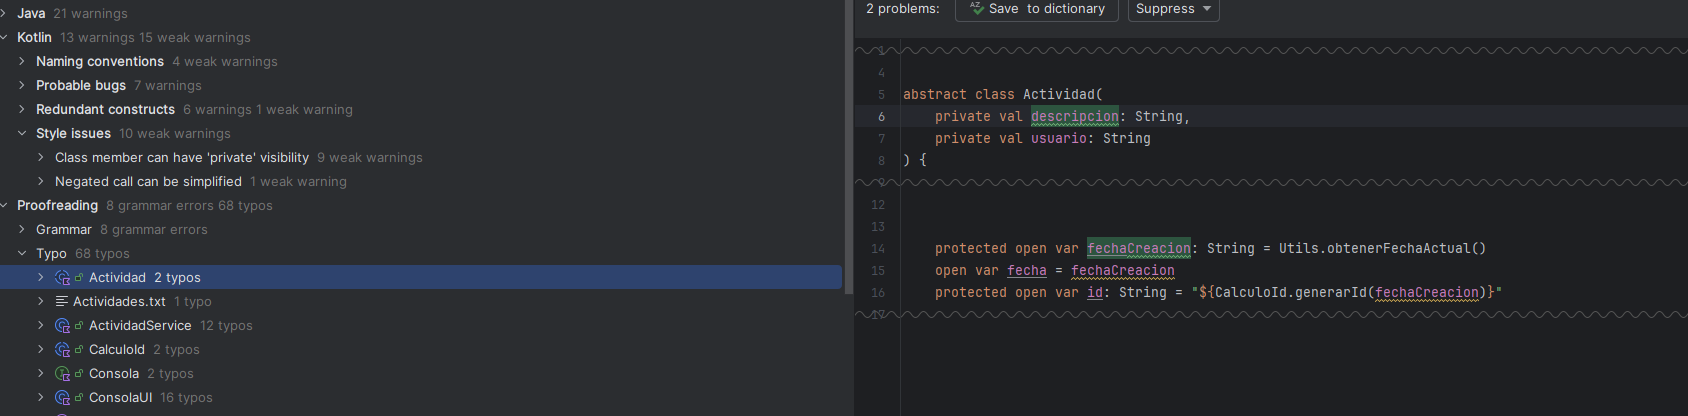 Java 21 warnings
Kotlin 13 warnings 15 weak warnings
Naming conventions 4 weak warnings
Probable bugs 7 warnings
Redundant constructs 6 warnings 1 weak warning
Style issues 10 weak warnings
Class member can have 'private' visibility 9 weak warnings
Negated call can be simplified 1 weak warning
Proofreading 8 grammar errors 68 typos
Grammar 8 grammar errors
Typo 68 typos
Actividad 2 typos
Actividades.txt 1 typo
ActividadService 12 typos
CalculoId 2 typos
Consola 2 typos
ConsolaUI 16 typos
2 problems: Save to dictionary Suppress
1
4
5 abstract class Actividad(
6 private val descripcion: String,
7 private val usuario: String
8 ) {
9
12
13
14 protected open var fechaCreacion: String = Utils.obtenerFechaActual()
15 open var fecha = fechaCreacion
16 protected open var id: String = "${CalculoId.generarId(fechaCreacion)}"
17